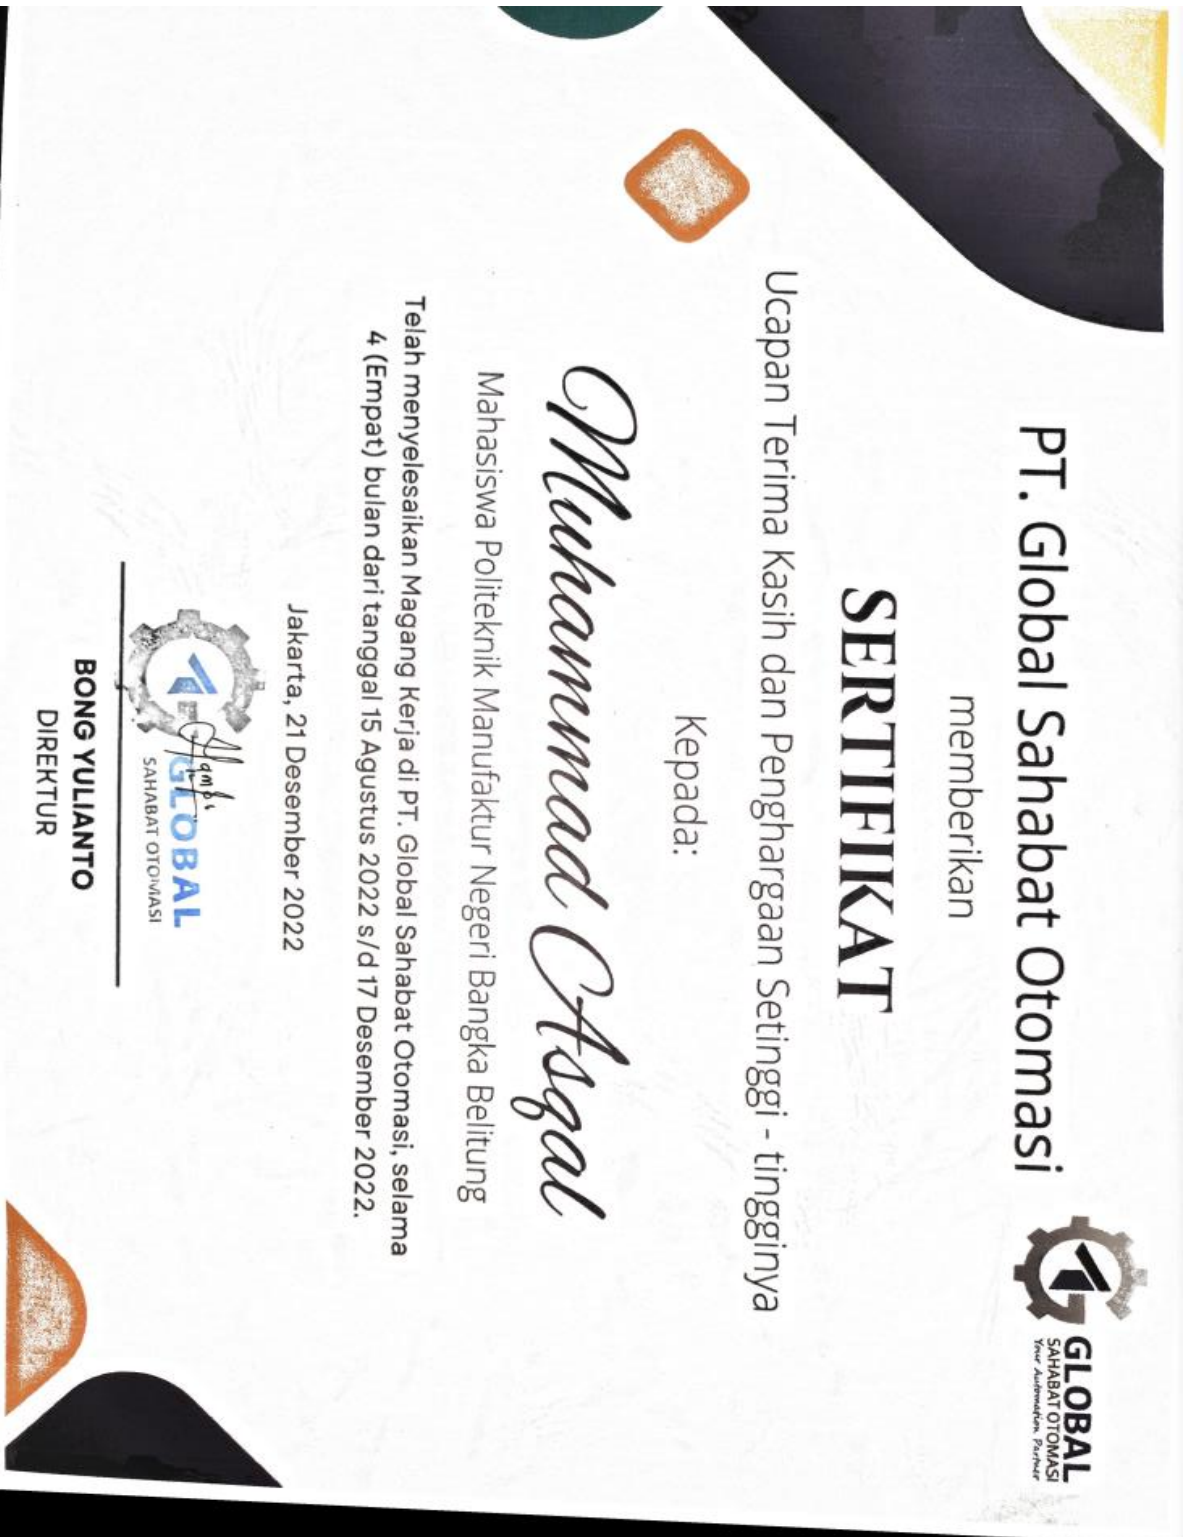 PT. Global Sahabat Otomasi
GLOBAL
SAHABAT OTOMASI
Your Automation Partner
memberikan
SERTIFIKAT
Ucapan Terima Kasih dan Penghargaan Setinggi - tingginya
Kepada:
Muhammad Asqal
Mahasiswa Politeknik Manufaktur Negeri Bangka Belitung
Telah menyelesaikan Magang Kerja di PT. Global Sahabat Otomasi, selama
4 (Empat) bulan dari tanggal 15 Agustus 2022 s/d 17 Desember 2022.
Jakarta, 21 Desember 2022
GLOBAL
SAHABAT OTOMASI
BONG YULIANTO
DIREKTUR